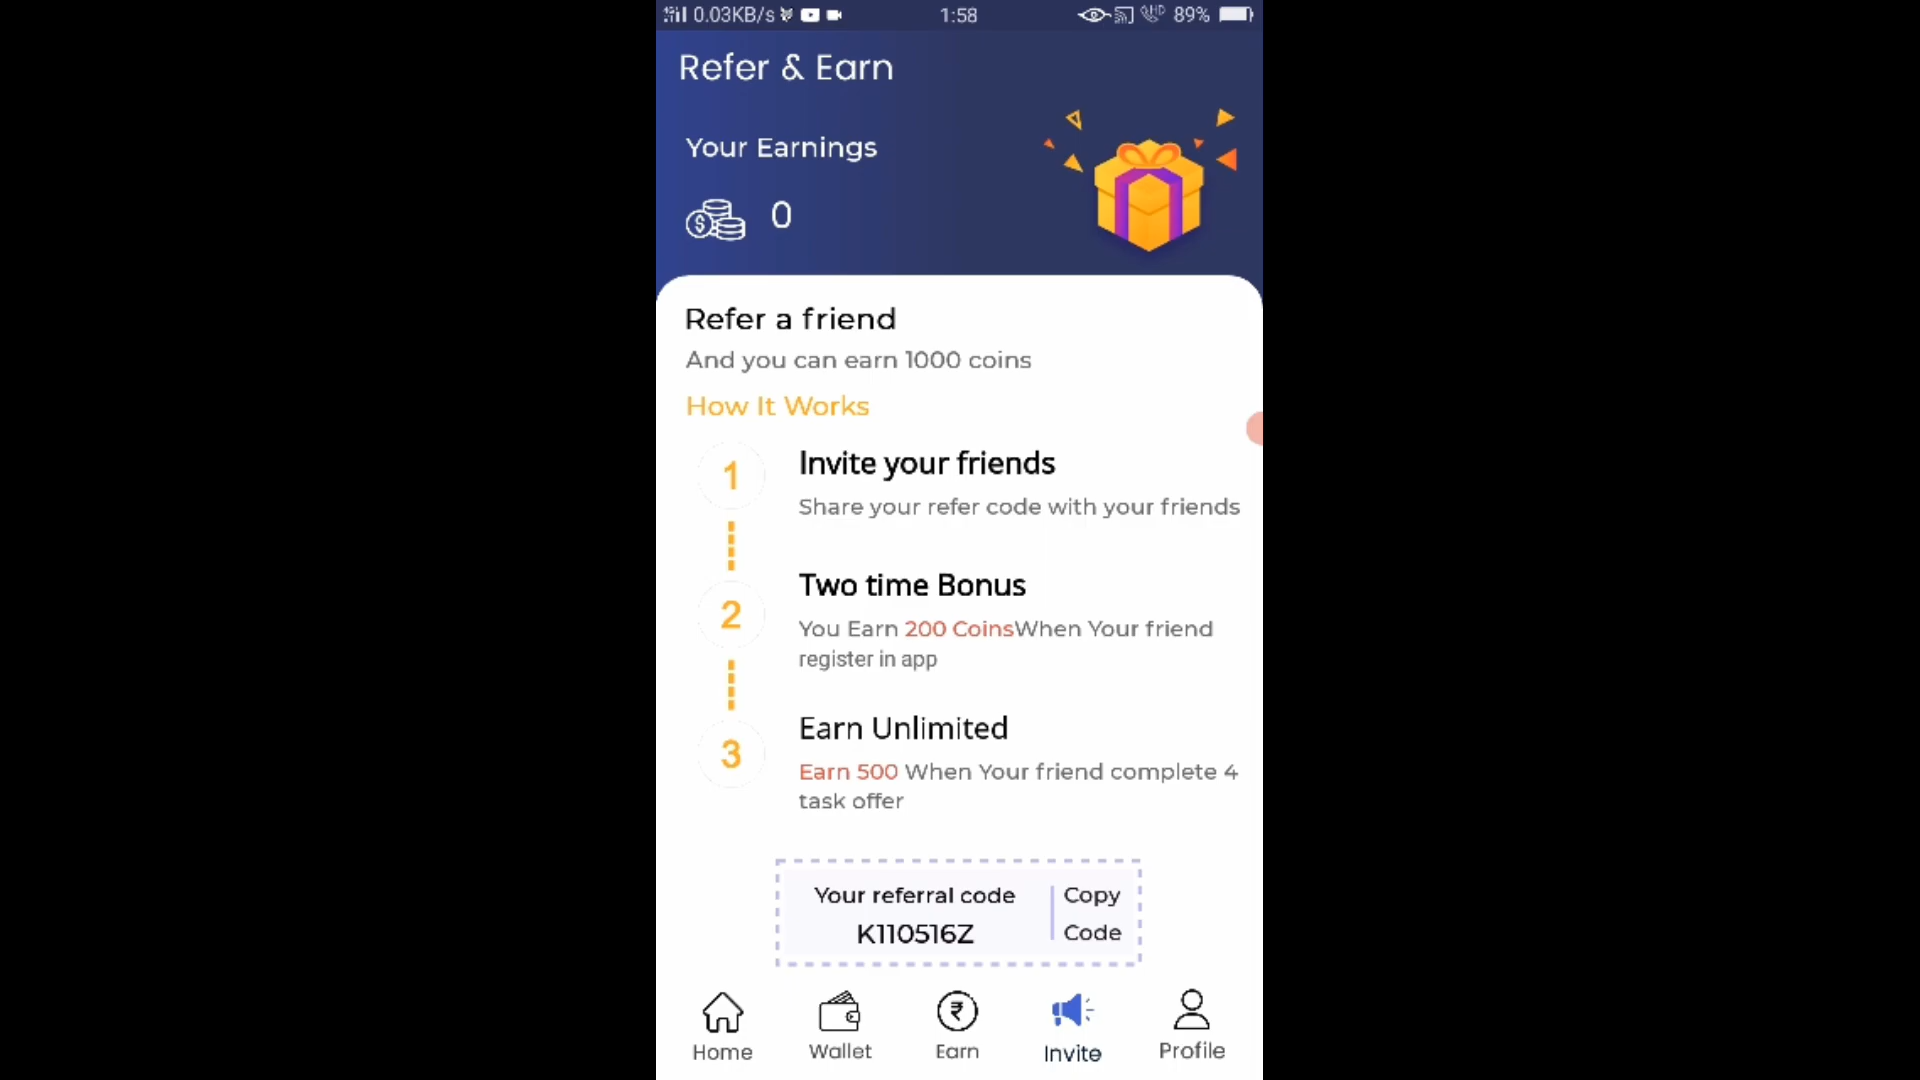 0.03KB/s 1:58 HD 89%
Refer & Earn
Your Earnings
$ 0
Refer a friend
And you can earn 1000 coins
How It Works
1 Invite your friends
Share your refer code with your friends
2 Two time Bonus
You Earn 200 CoinsWhen Your friend
register in app
3 Earn Unlimited
Earn 500 When Your friend complete 4
task offer
Your referral code Copy
K110516Z Code
₹
Home Wallet Earn Invite Profile